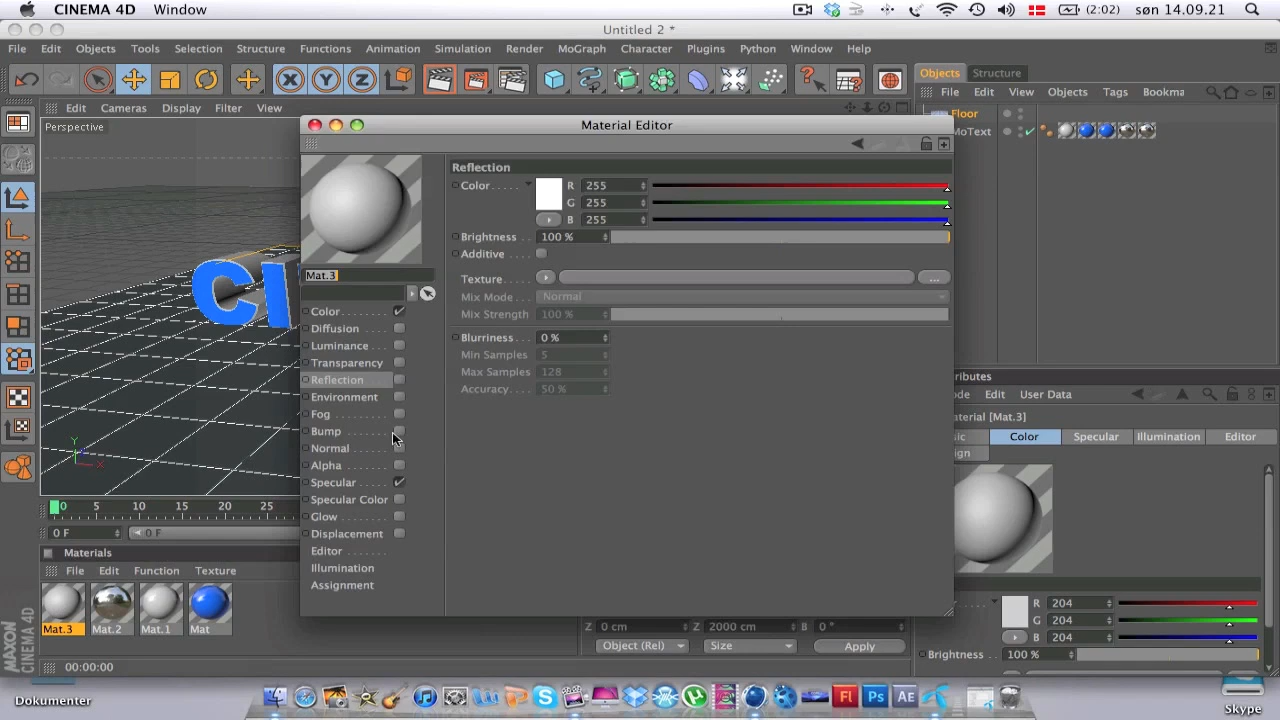 CINEMA 4D Window (2:02) søn 14.09.21
Untitled 2 *
File Edit Objects Tools Selection Structure Functions Animation Render Simulation MoGraph Character Plugins Python Window Help
Objects Structure
Edit Cameras Display Filter View
File Edit View Objects Tags Bookma
Perspective
Material Editor
Floor
MoText
Reflection
Color R 255
G 255
B 255
Brightness 100 %
Additive
Mat.3
Texture ...
Mix Mode Normal
Mix Strength 100 %
Color
Diffusion
Blurriness 0 %
Luminance
Min Samples 5
Transparency
Max Samples 128
Reflection
Accuracy 50 %
Environment
Fog
Bump
Normal
Alpha
Specular
Specular Color
Glow
Displacement
Editor
Illumination
Assignment
CI
Y
X
0 5 10 15 20 25
0 F 0 F
Materials
File Edit Function Texture
Mat.3 Mat.2 Mat.1 Mat
00:00:00
MAXON
CINEMA 4D
ributes
ode Edit User Data
aterial [Mat.3]
sic Color Specular Illumination Editor
sign
R 204
G 204
B 204
Brightness 100 %
Z 0 cm Z 2000 cm B 0 °
Object (Rel) Size Apply
Fl Ps Ae
Dokumenter
Skype